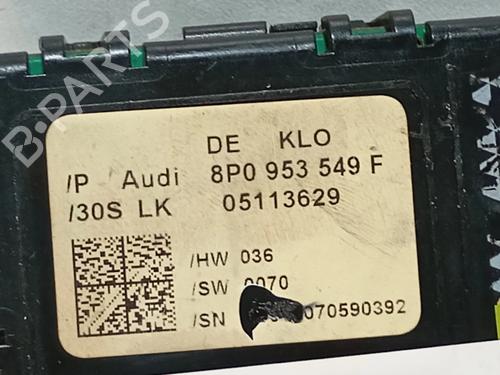 B-PARTS
DE KLO
/P Audi 8P0 953 549 F
/30S LK 05113629
/HW 036
/SW 0070
/SN 070590392